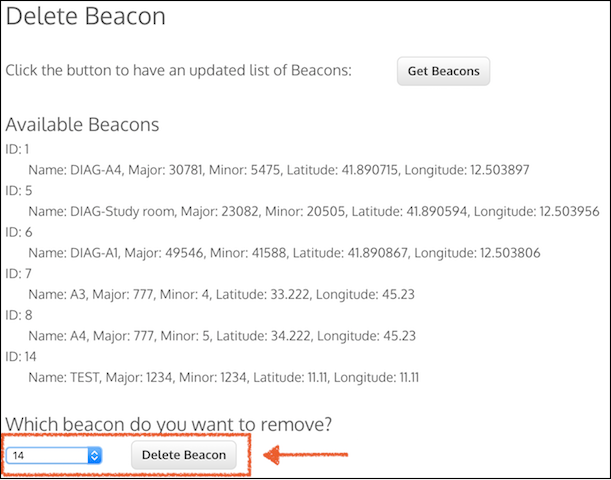 Delete Beacon
Click the button to have an updated list of Beacons: Get Beacons
Available Beacons
ID: 1
Name: DIAG-A4, Major: 30781, Minor: 5475, Latitude: 41.890715, Longitude: 12.503897
ID: 5
Name: DIAG-Study room, Major: 23082, Minor: 20505, Latitude: 41.890594, Longitude: 12.503956
ID: 6
Name: DIAG-A1, Major: 49546, Minor: 41588, Latitude: 41.890867, Longitude: 12.503806
ID: 7
Name: A3, Major: 777, Minor: 4, Latitude: 33.222, Longitude: 45.23
ID: 8
Name: A4, Major: 777, Minor: 5, Latitude: 34.222, Longitude: 45.23
ID: 14
Name: TEST, Major: 1234, Minor: 1234, Latitude: 11.11, Longitude: 11.11
Which beacon do you want to remove?
14 Delete Beacon